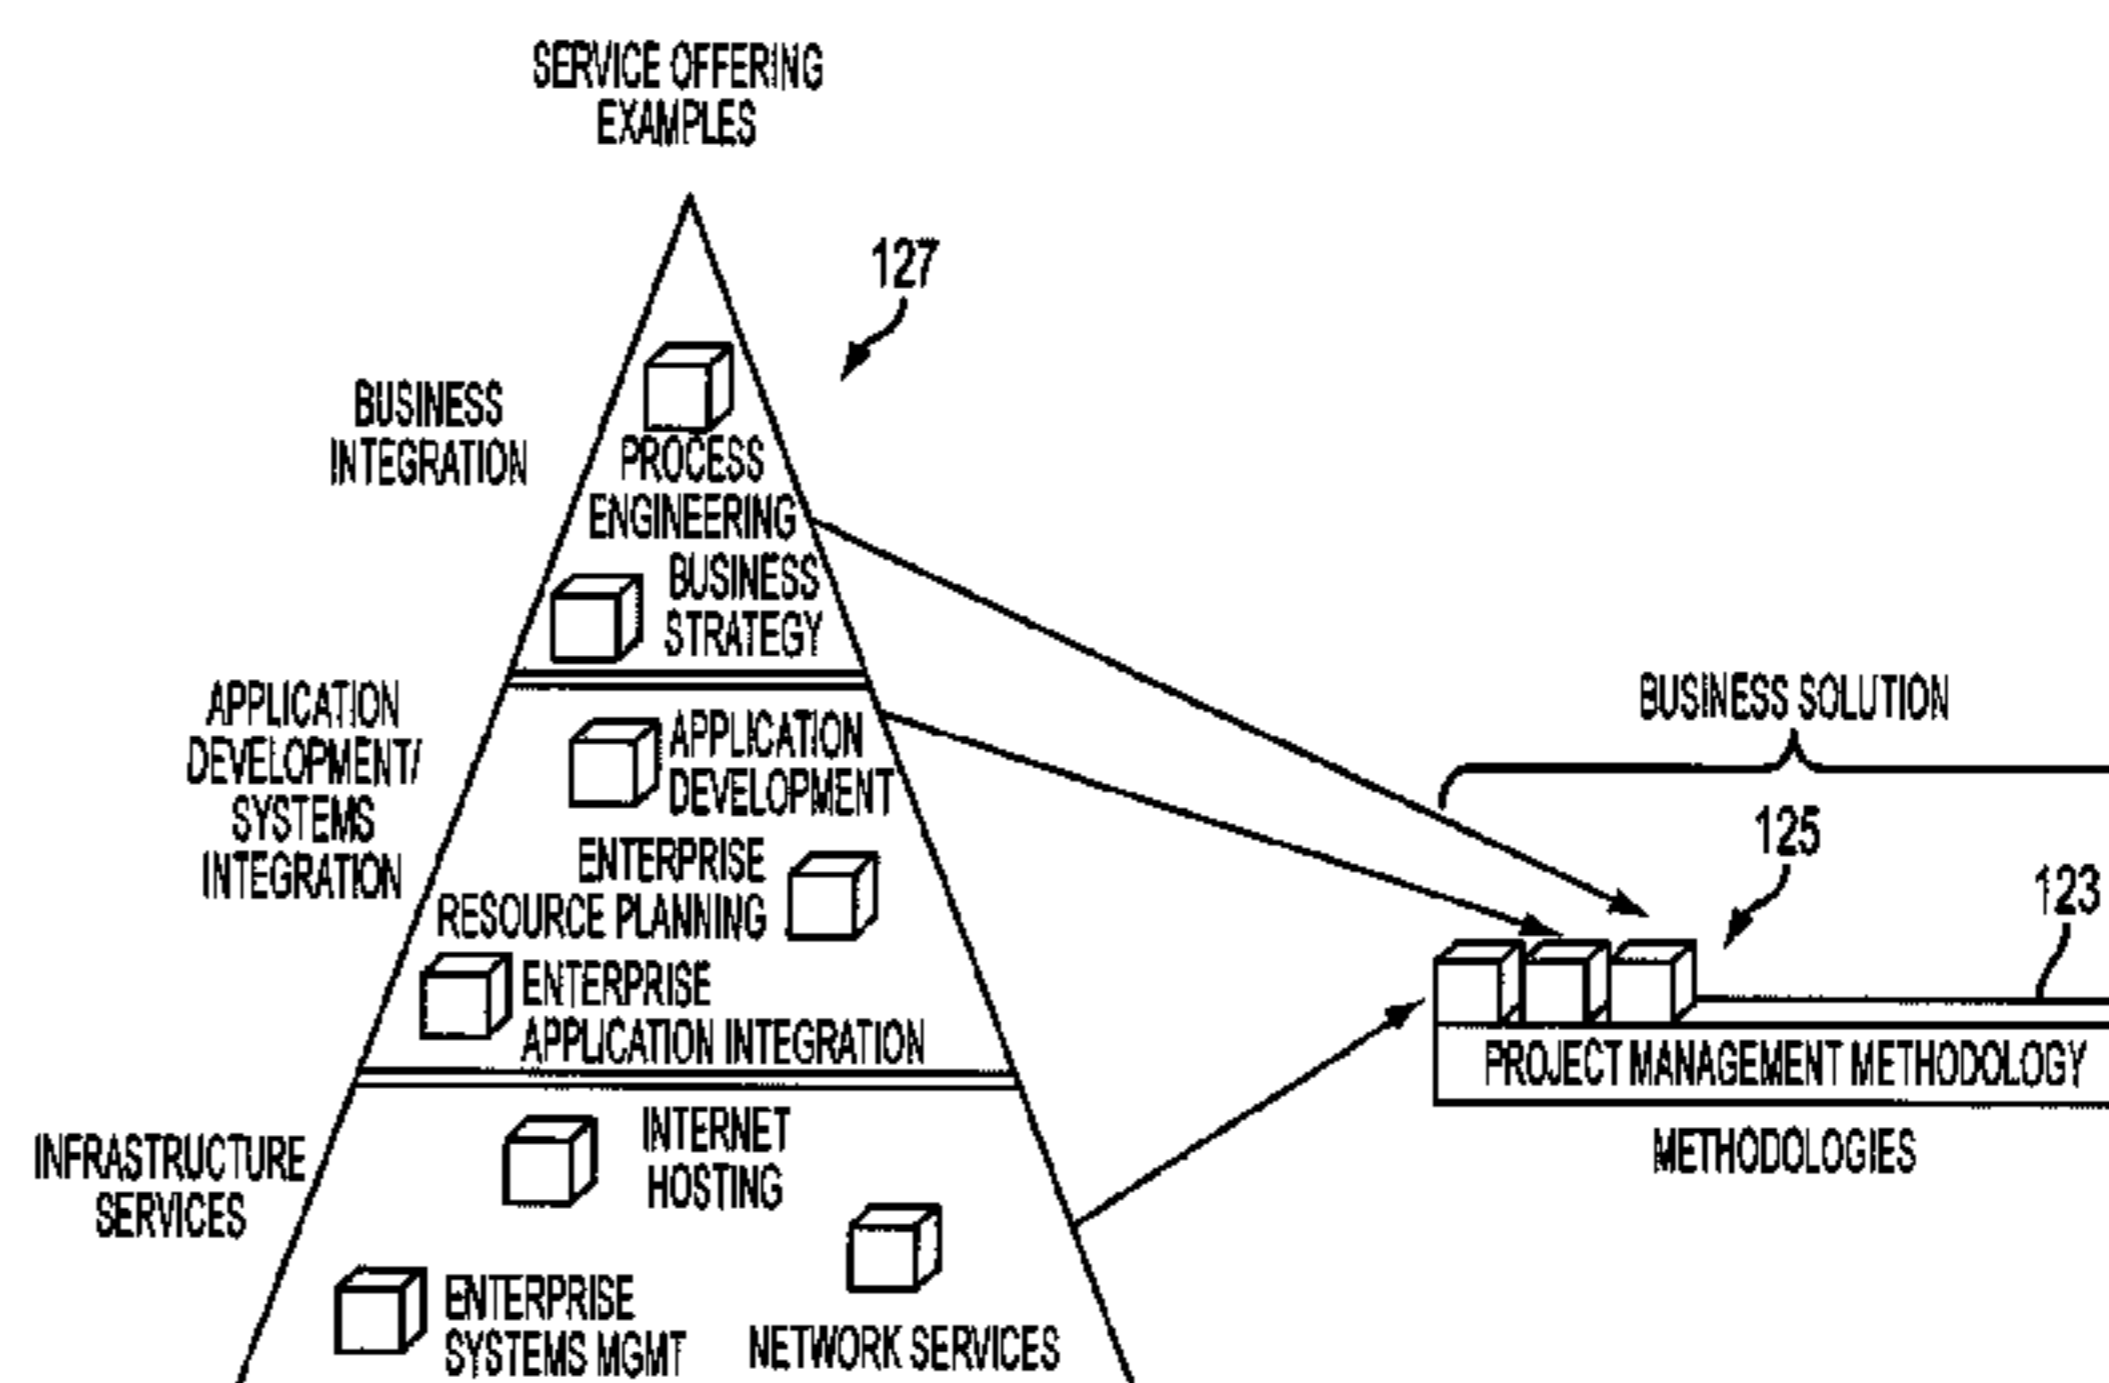 SERVICE OFFERING
EXAMPLES
127
BUSINESS
INTEGRATION
PROCESS
ENGINEERING
BUSINESS
STRATEGY
APPLICATION
DEVELOPMENT/
SYSTEMS
INTEGRATION
APPLICATION
DEVELOPMENT
ENTERPRISE
RESOURCE PLANNING
ENTERPRISE
APPLICATION INTEGRATION
BUSINESS SOLUTION
125
123
PROJECT MANAGEMENT METHODOLOGY
METHODOLOGIES
INFRASTRUCTURE
SERVICES
INTERNET
HOSTING
ENTERPRISE
SYSTEMS MGMT
NETWORK SERVICES